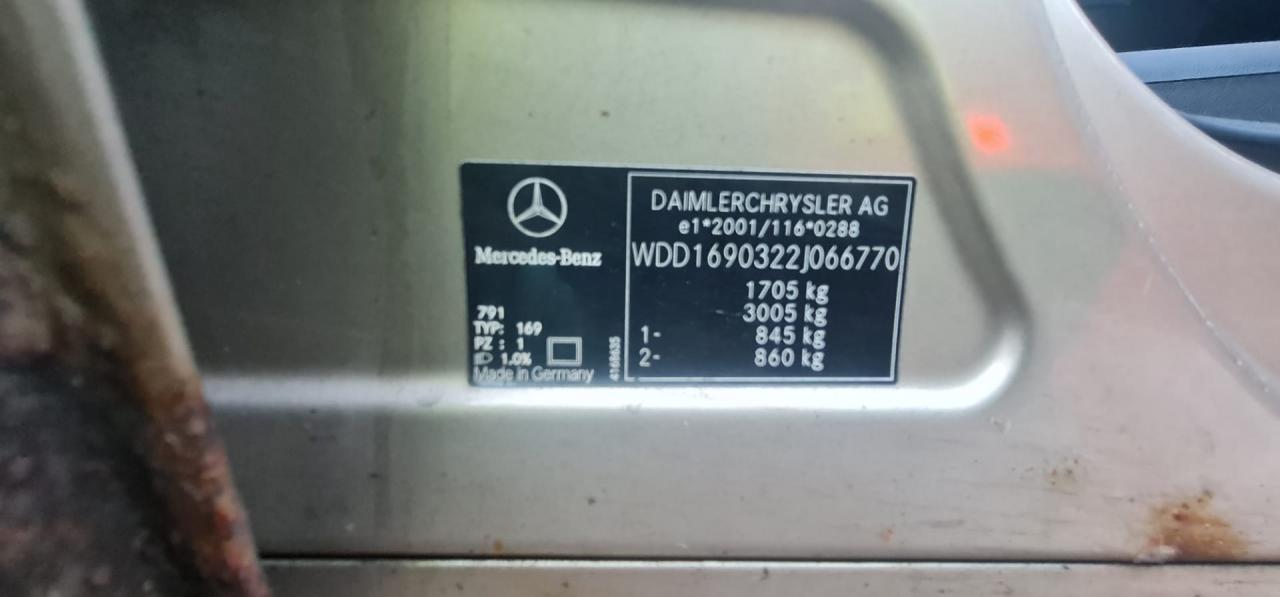 Mercedes-Benz
791
TYP: 169
PZ : 1
1.0%
Made in Germany
4168635
DAIMLERCHRYSLER AG
e1*2001/116*0288
WDD1690322J066770
1705 kg
3005 kg
1- 845 kg
2- 860 kg